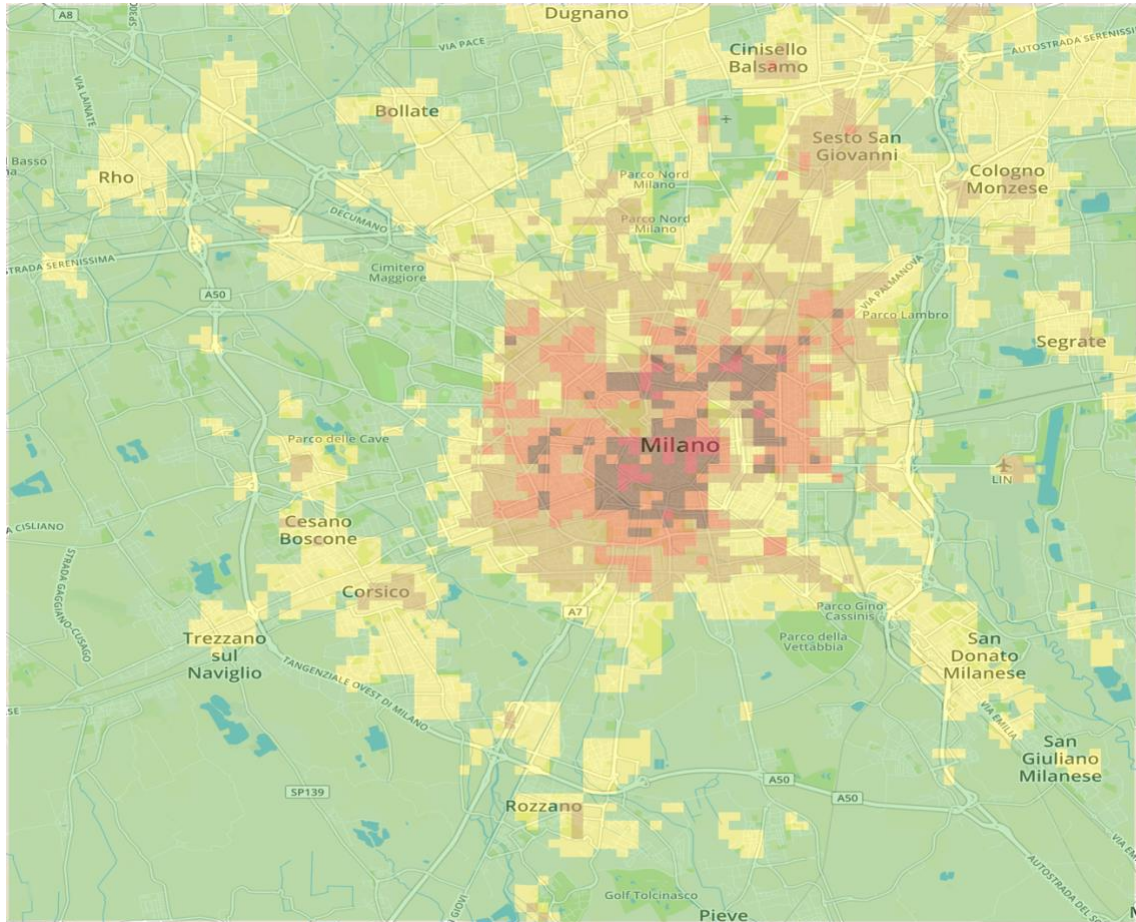 A8
SP300
Dugnano
VIA PACE
Cinisello
Balsamo
AUTOSTRADA SERENISSIMA
VIA LAINATE
Bollate
Sesto San
Giovanni
Basso
Rho
Parco Nord
Milano
Cologno
Monzese
DECUMANO
Parco Nord
Milano
STRADA SERENISSIMA
Cimitero
Maggiore
VIA PALMANOVA
A50
Parco Lambro
Segrate
Parco delle Cave
Milano
LIN
A CISLIANO
Cesano
Boscone
STRADA GAGGIANO-CUSAGO
Corsico
A7
Parco Gino
Cassinis
Trezzano
sul
Naviglio
Parco della
Vettabbia
San
Donato
Milanese
TANGENZIALE OVEST DI MILANO
VIA EMILIA
San
Giuliano
Milanese
SP139
A50
A50
Rozzano
VIA EM
AUTOSTRADA DEL S
Golf Tolcinasco
GIOVI
Pieve